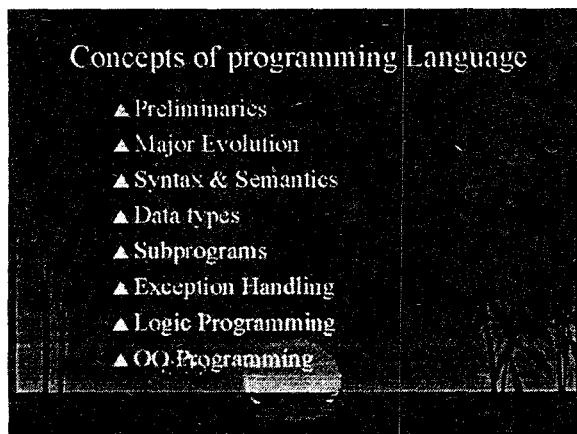 Concepts of programming Language
▲ Preliminaries
▲ Major Evolution
▲ Syntax & Semantics
▲ Data types
▲ Subprograms
▲ Exception Handling
▲ Logic Programming
▲ OO Programming